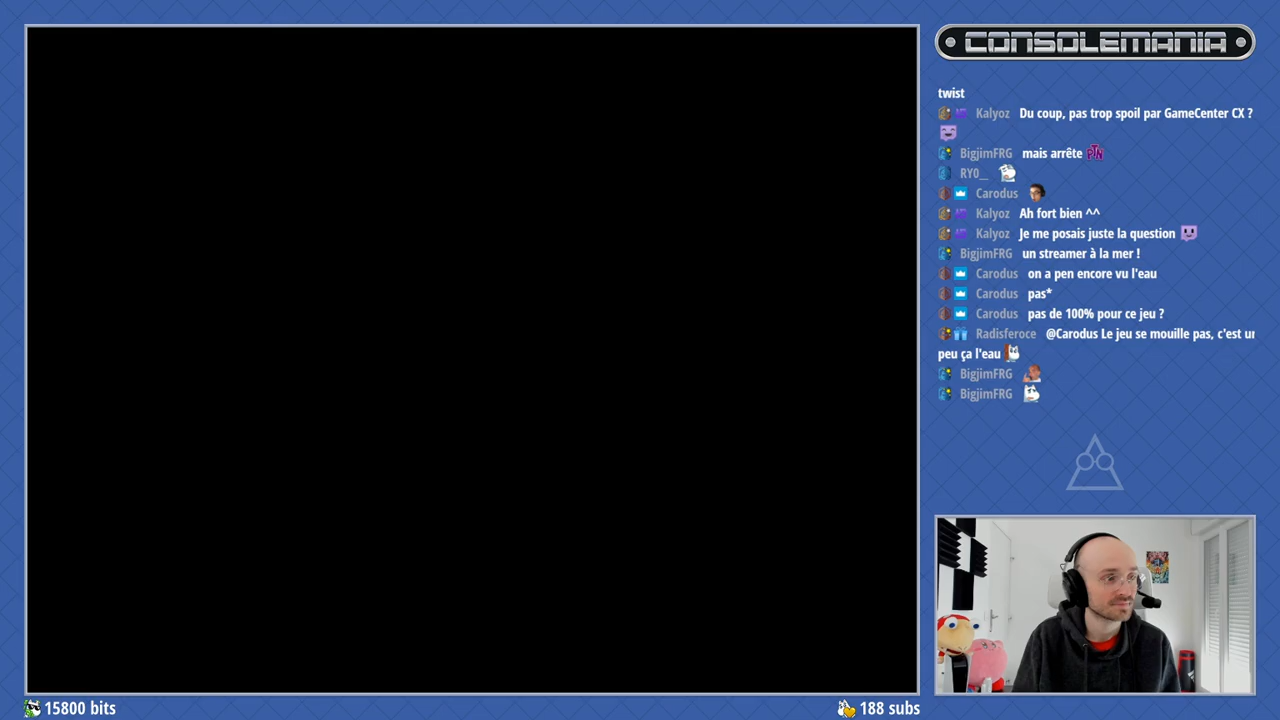 CONSOLEMANIA
twist
Kalyoz Du coup, pas trop spoil par GameCenter CX ?
BigjimFRG mais arrête PTN
RY0__
Carodus
Kalyoz Ah fort bien ^^
Kalyoz Je me posais juste la question
BigjimFRG un streamer à la mer !
Carodus on a pen encore vu l'eau
Carodus pas*
Carodus pas de 100% pour ce jeu ?
Radisferoce @Carodus Le jeu se mouille pas, c'est un
peu ça l'eau
BigjimFRG
BigjimFRG
15800 bits
188 subs